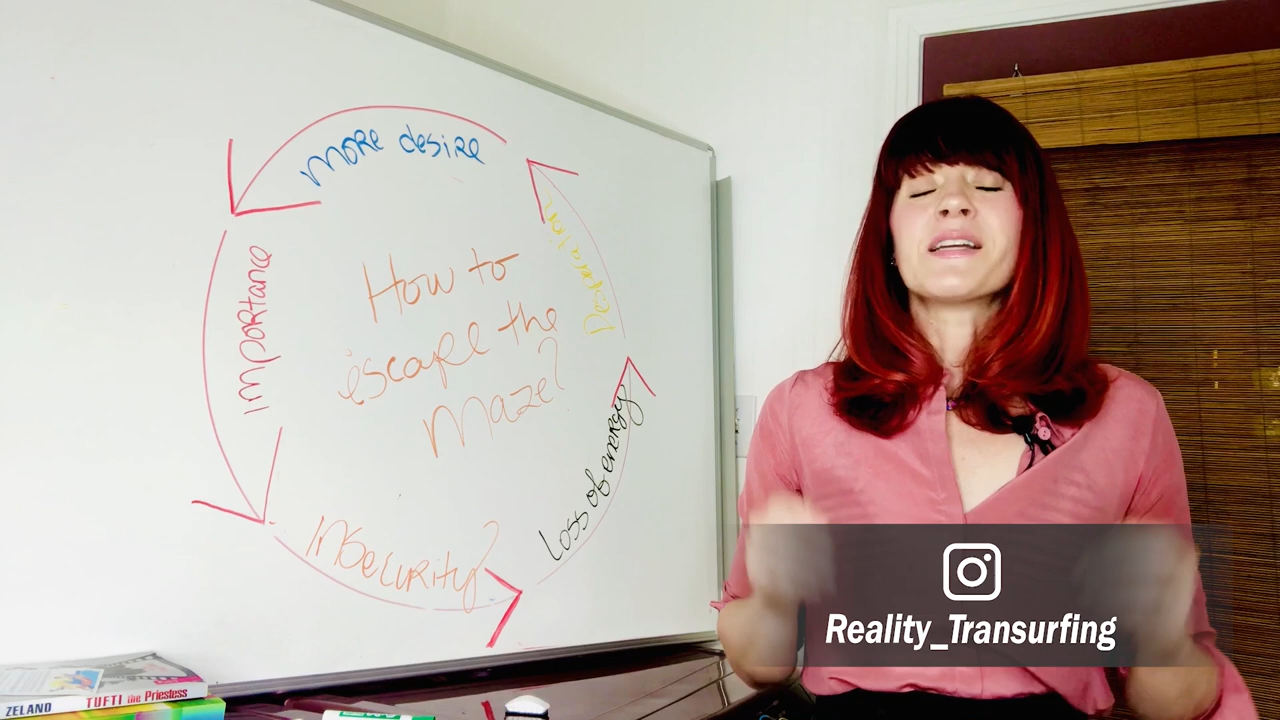 More desire
Importance
Insecurity?
Loss of energy
Desperation
How to
escape the
maze?
ZELAND
TUFTI the Priestess
Reality_Transurfing